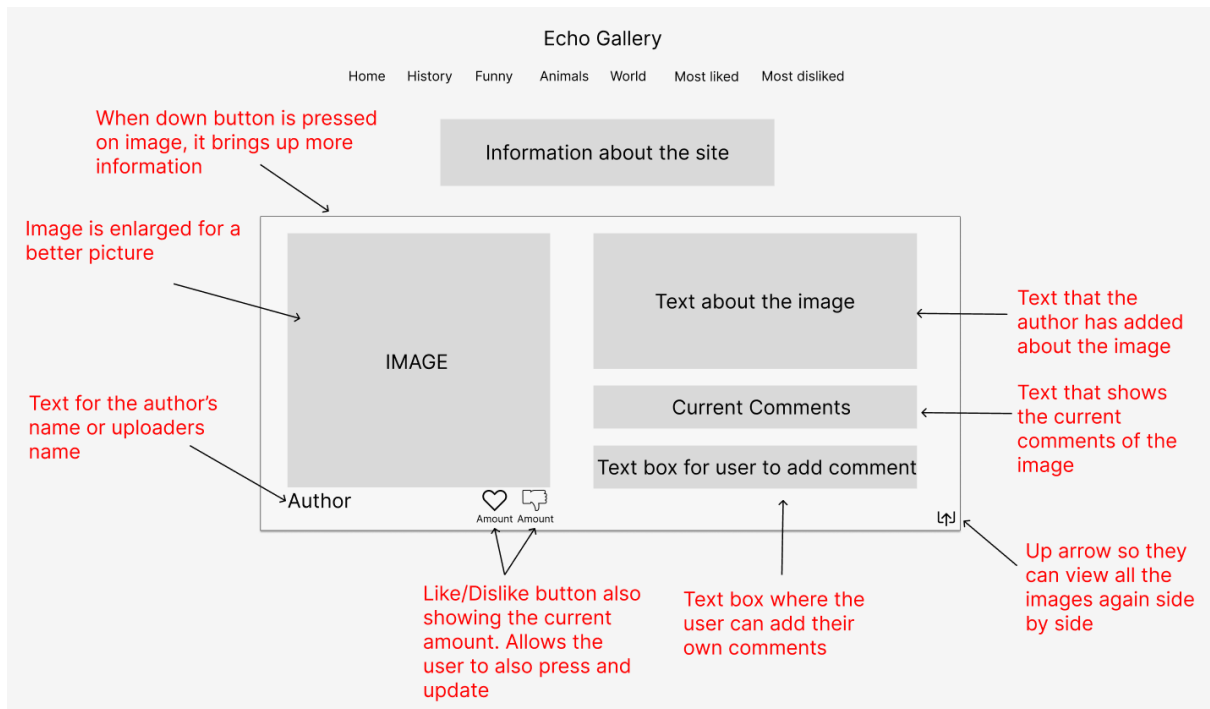 Echo Gallery
Home History Funny Animals World Most liked Most disliked
When down button is pressed
on image, it brings up more
information
Information about the site
Image is enlarged for a
better picture
IMAGE
Text about the image
Text that the
author has added
about the image
Current Comments
Text that shows
the current
comments of the
image
Text box for user to add comment
Text for the author's
name or uploaders
name
Author
Amount Amount
Like/Dislike button also
showing the current
amount. Allows the
user to also press and
update
Text box where the
user can add their
own comments
Up arrow so they
can view all the
images again side
by side